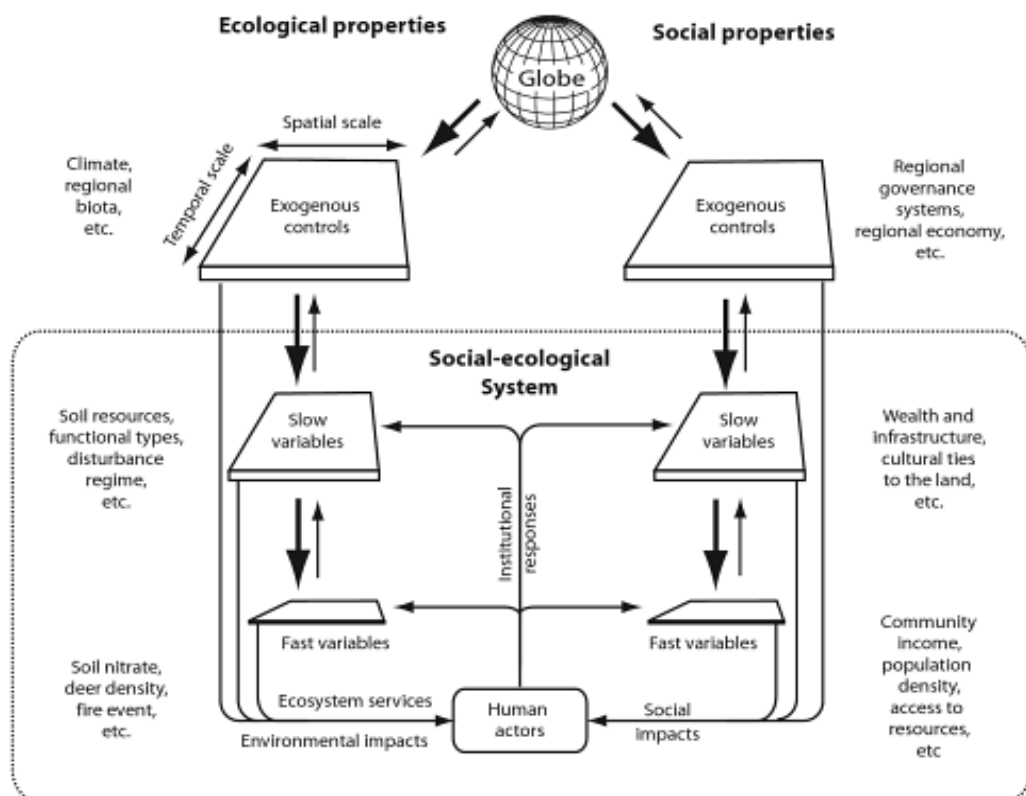 Ecological properties
Social properties
Globe
Spatial scale
Temporal scale
Climate,
regional
biota,
etc.
Exogenous
controls
Exogenous
controls
Regional
governance
systems,
regional economy,
etc.
Social-ecological
System
Soil resources,
functional types,
disturbance
regime,
etc.
Slow
variables
Slow
variables
Wealth and
infrastructure,
cultural ties
to the land,
etc.
Institutional
responses
Fast variables
Fast variables
Soil nitrate,
deer density,
fire event,
etc.
Ecosystem services
Environmental impacts
Human
actors
Social
impacts
Community
income,
population
density,
access to
resources,
etc